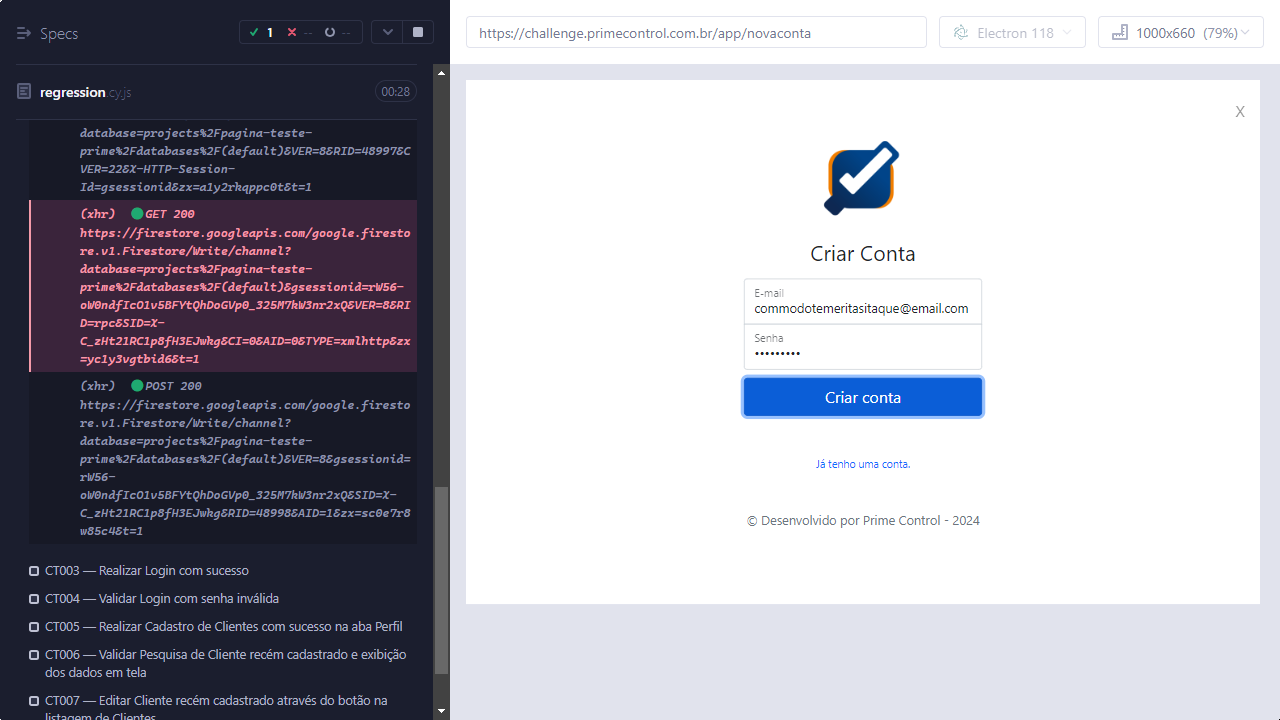 Specs
1
--
--
https://challenge.primecontrol.com.br/app/novaconta
Electron 118
1000x660 (79%)
regression.cy.js
00:28
database=projects%2Fpagina-teste-
prime%2Fdatabases%2F(default)&VER=8&RID=48997&C
VER=22&X-HTTP-Session-
Id=gsessionid&zx=a1y2rkqppc0t&t=1
(xhr) GET 200
https://firestore.googleapis.com/google.firesto
re.v1.Firestore/Write/channel?
database=projects%2Fpagina-teste-
prime%2Fdatabases%2F(default)&gsessionid=rW56-
oW0ndfIcO1v5BFYtQhDoGVp0_325M7kW3nr2xQ&VER=8&RI
D=rpc&SID=X-
C_zHt21RC1p8fH3EJwkg&CI=0&AID=0&TYPE=xmlhttp&zx
=yc1y3vgtbid6&t=1
(xhr) POST 200
https://firestore.googleapis.com/google.firesto
re.v1.Firestore/Write/channel?
database=projects%2Fpagina-teste-
prime%2Fdatabases%2F(default)&VER=8&gsessionid=
rW56-
oW0ndfIcO1v5BFYtQhDoGVp0_325M7kW3nr2xQ&SID=X-
C_zHt21RC1p8fH3EJwkg&RID=48998&AID=1&zx=sc0e7r8
w85c4&t=1
CT003 — Realizar Login com sucesso
CT004 — Validar Login com senha inválida
CT005 — Realizar Cadastro de Clientes com sucesso na aba Perfil
CT006 — Validar Pesquisa de Cliente recém cadastrado e exibição
dos dados em tela
CT007 — Editar Cliente recém cadastrado através do botão na
listagem de Clientes
X
Criar Conta
E-mail
commodotemeritasitaque@email.com
Senha
•••••••••
Criar conta
Já tenho uma conta.
© Desenvolvido por Prime Control - 2024